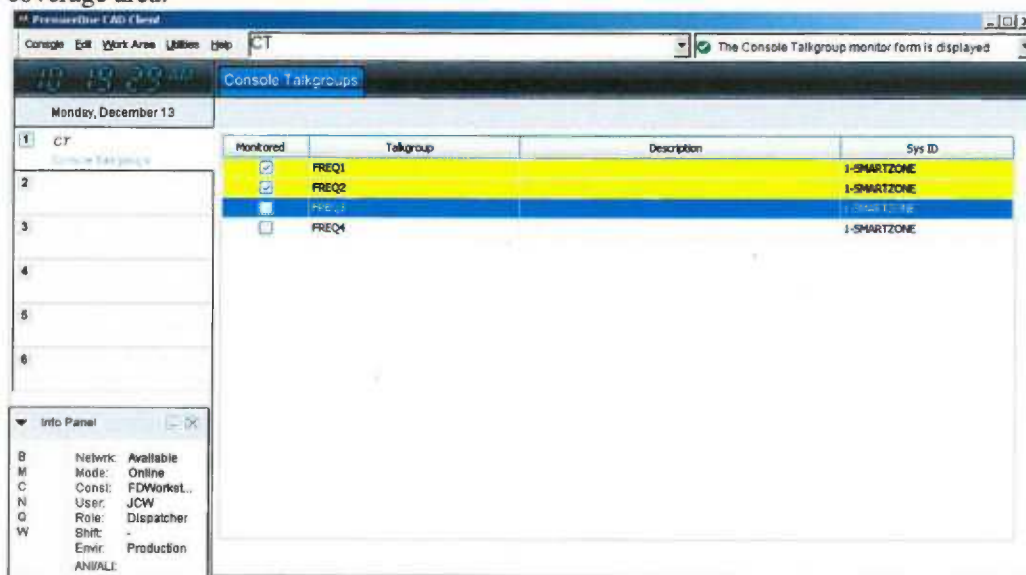 coverage area.
PremierOne CAD Client
Console Edit Work Area Utilities Help CT The Console Talkgroup monitor form is displayed
Console Talkgroups
Monday, December 13
1 CT
Console Talkgroups
Monitored Talkgroup Description Sys ID
FREQ1 1-SMARTZONE
FREQ2 1-SMARTZONE
FREQ3 1-SMARTZONE
FREQ4 1-SMARTZONE
2
3
4
5
6
Info Panel
B Netwrk: Available
M Mode: Online
C Consl: FDWorkst...
N User: JCW
Q Role: Dispatcher
W Shift: -
Envir: Production
ANI/ALI: